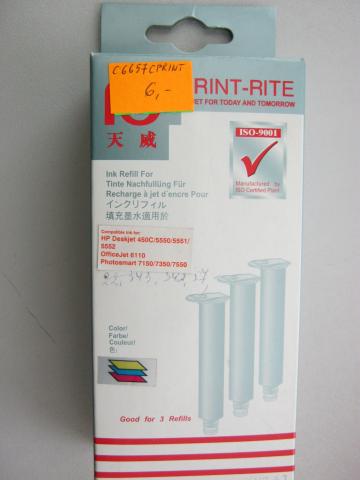 C6657CPRINT
6,-
RINT-RITE
JET FOR TODAY AND TOMORROW
天威
ISO-9001
Manufactured by
ISO Certified Plant
Ink Refill For
Tinte Nachfullüng Für
Recharge à jet d'encre Pour
インクリフィル
填充墨水適用於
Compatible ink for:
HP Deskjet 450C/5550/5551/
5552
OfficeJet 6110
Photosmart 7150/7350/7550
Color/
Farbe/
Couleur/
色:
Good for 3 Refills